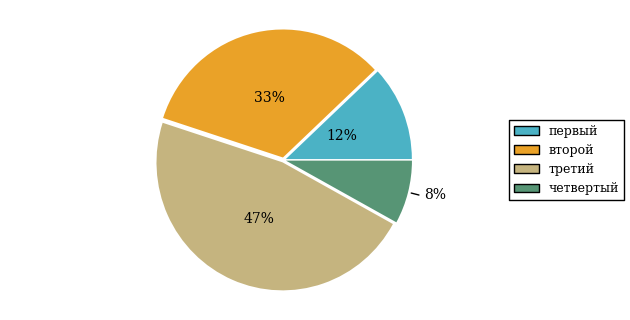 33%
12%
47%
8%
первый
второй
третий
четвертый